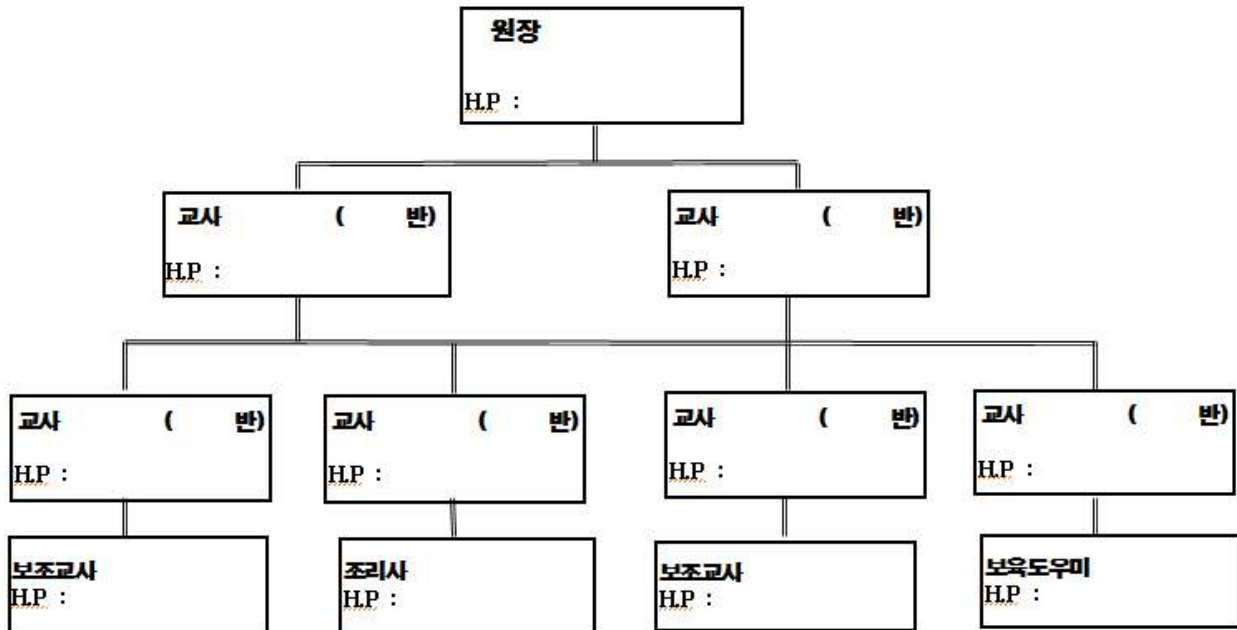 원장
H.P :
교사 ( 반)
H.P :
교사 ( 반)
H.P :
교사 ( 반)
H.P :
교사 ( 반)
H.P :
교사 ( 반)
H.P :
교사 ( 반)
H.P :
보조교사
H.P :
조리사
H.P :
보조교사
H.P :
보육도우미
H.P :